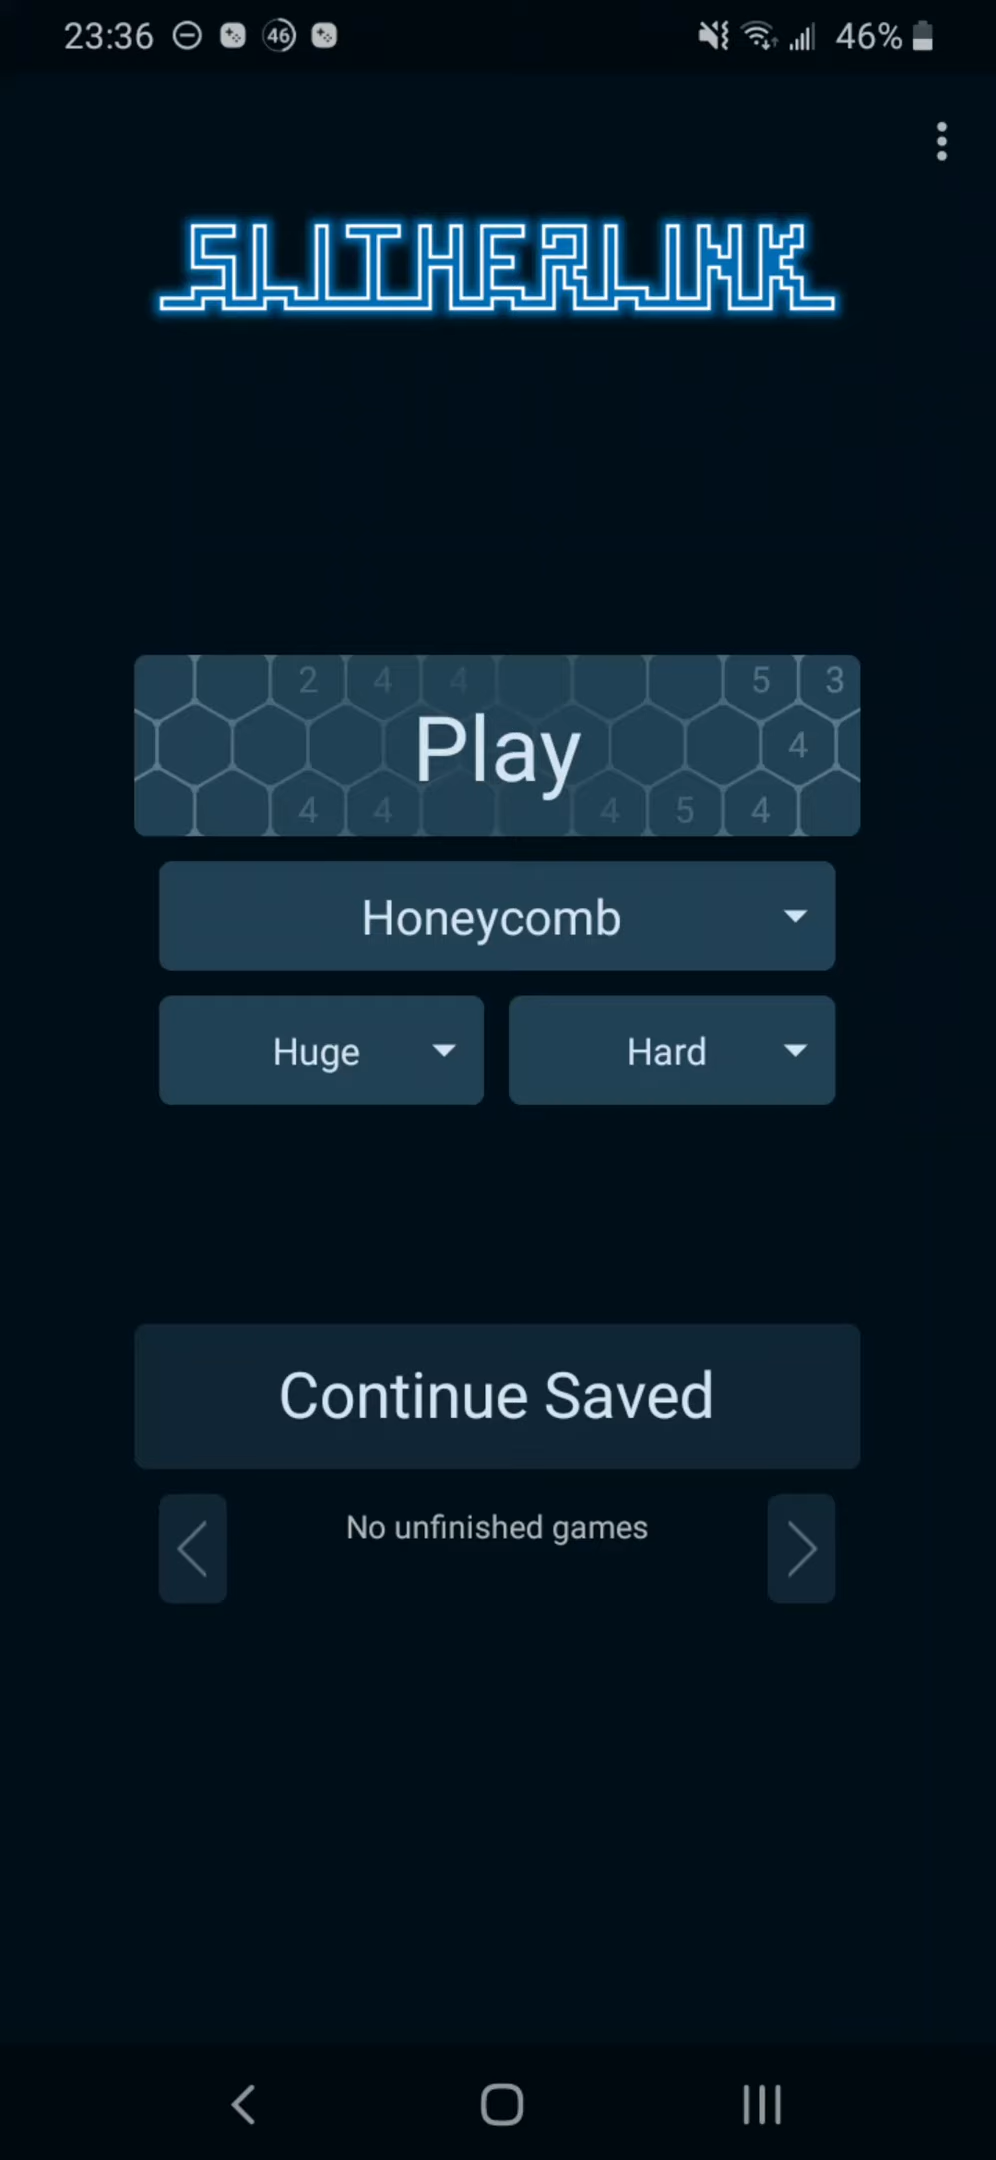 23:36 46 46%
SLITHERLINK
2 4 4 5 3
Play
4
4 4 4 5 4
Honeycomb
Huge Hard
Continue Saved
No unfinished games